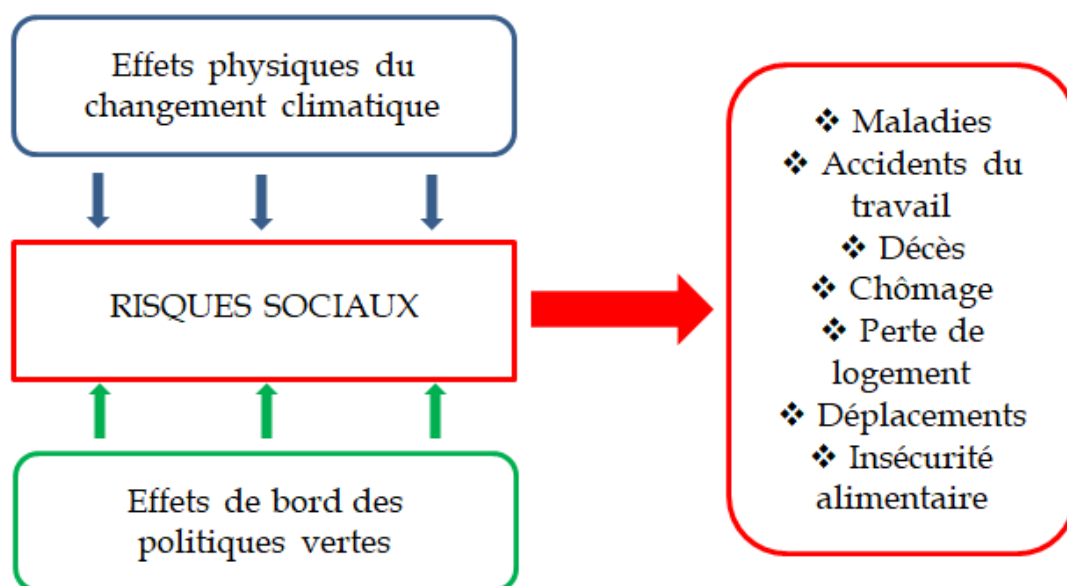 Effets physiques du
changement climatique
RISQUES SOCIAUX
Effets de bord des
politiques vertes
❖ Maladies
❖ Accidents du
travail
❖ Décès
❖ Chômage
❖ Perte de
logement
❖ Déplacements
❖ Insécurité
alimentaire